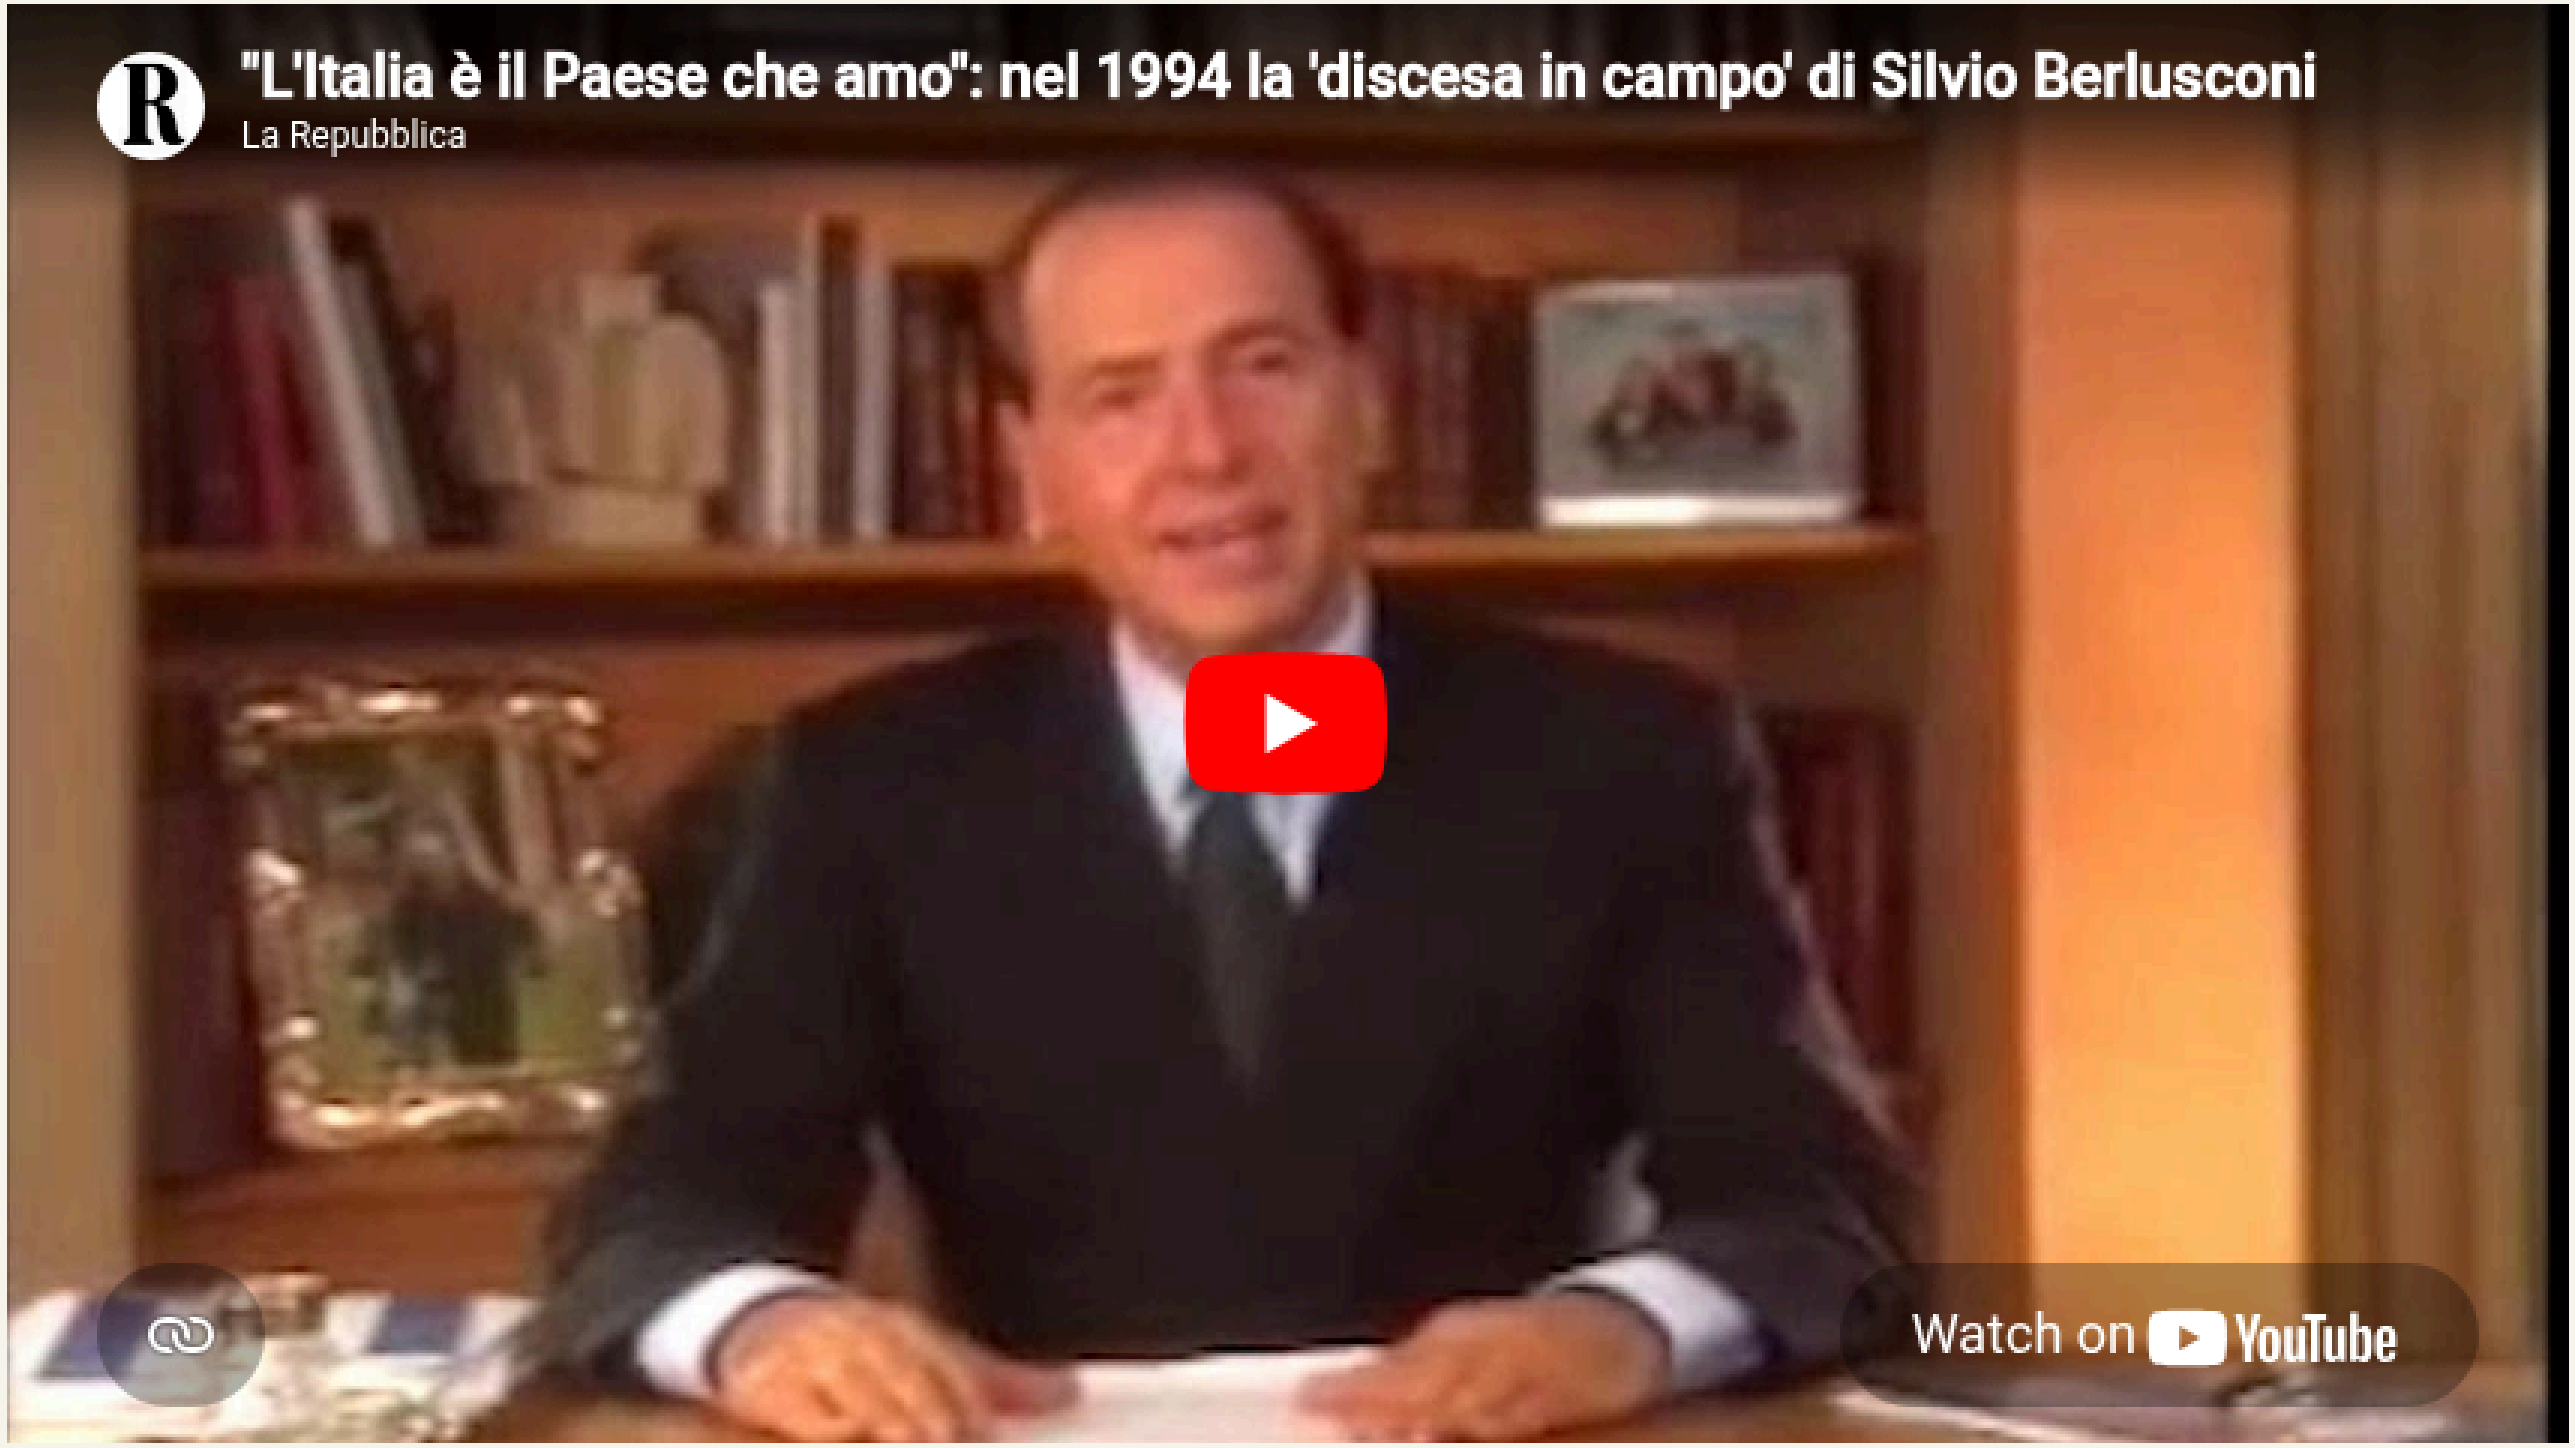 R
"L'Italia è il Paese che amo": nel 1994 la 'discesa in campo' di Silvio Berlusconi
La Repubblica
Watch on YouTube